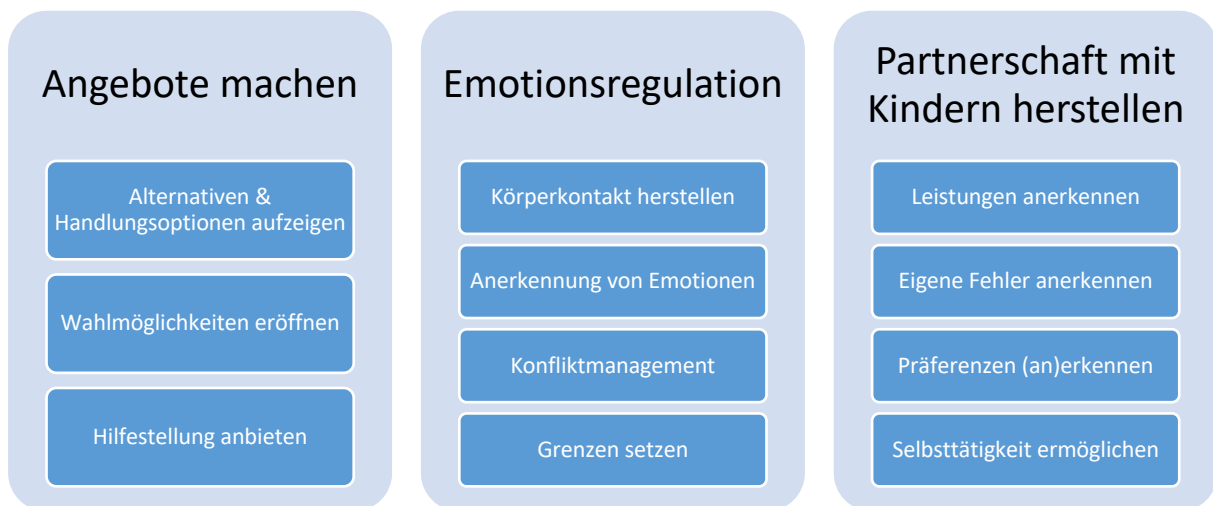 Angebote machen
Alternativen &
Handlungsoptionen aufzeigen
Wahlmöglichkeiten eröffnen
Hilfestellung anbieten
Emotionsregulation
Körperkontakt herstellen
Anerkennung von Emotionen
Konfliktmanagement
Grenzen setzen
Partnerschaft mit
Kindern herstellen
Leistungen anerkennen
Eigene Fehler anerkennen
Präferenzen (an)erkennen
Selbsttätigkeit ermöglichen